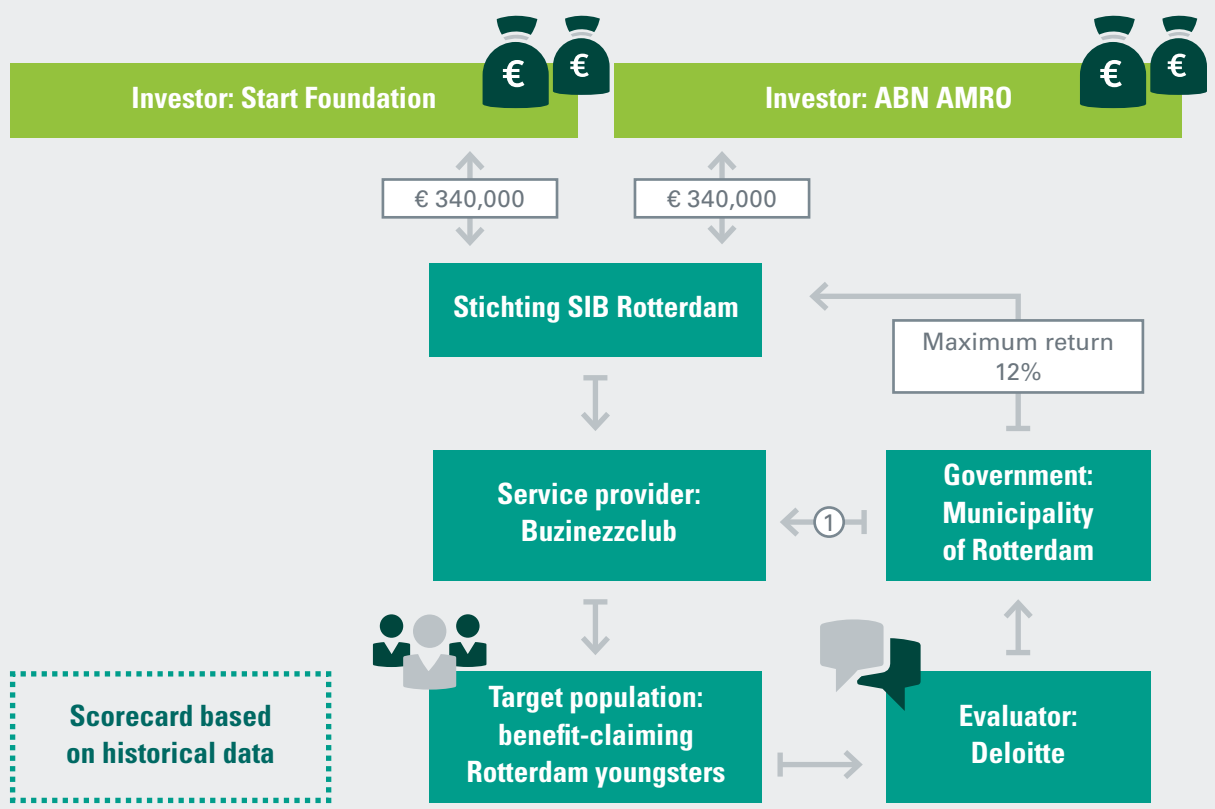 € €
€ €
Investor: Start Foundation
Investor: ABN AMRO
€ 340,000
€ 340,000
Stichting SIB Rotterdam
Maximum return
12%
Service provider:
Buzinezzclub
1
Government:
Municipality
of Rotterdam
Scorecard based
on historical data
Target population:
benefit-claiming
Rotterdam youngsters
Evaluator:
Deloitte